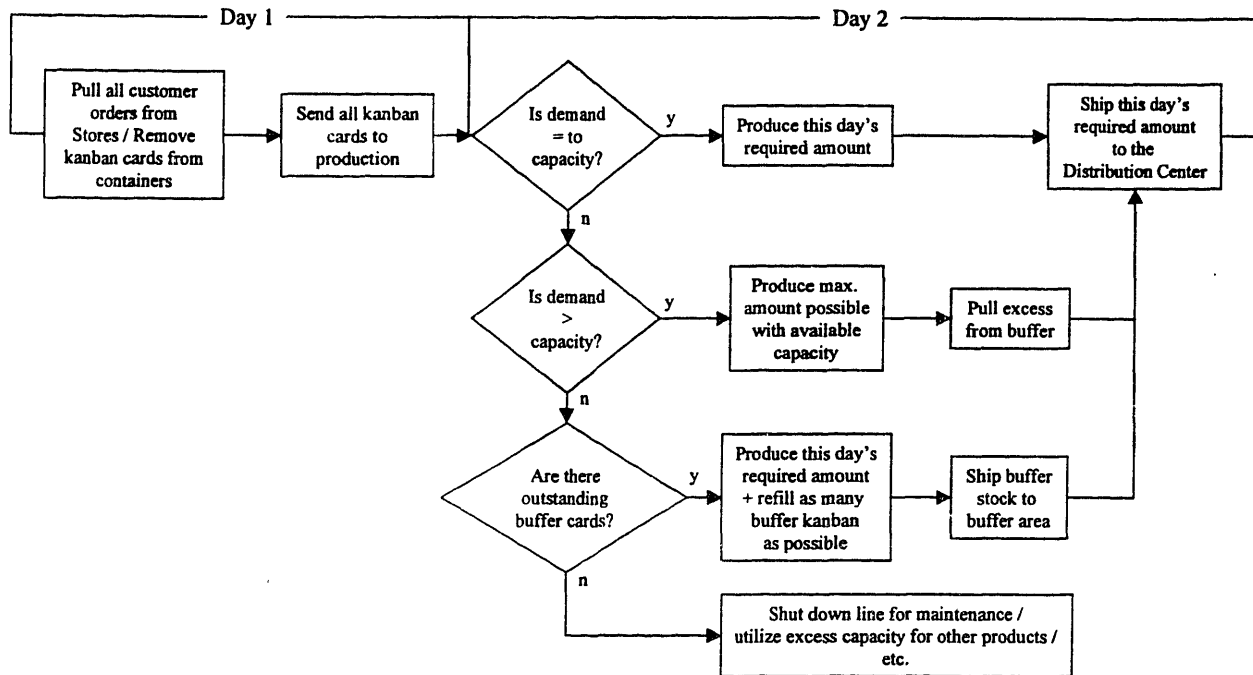 Day 1
Day 2
Pull all customer
orders from
Stores / Remove
kanban cards from
containers
Send all kanban
cards to
production
Is demand
= to
capacity?
y
Produce this day's
required amount
Ship this day's
required amount
to the
Distribution Center
n
Is demand
>
capacity?
y
Produce max.
amount possible
with available
capacity
Pull excess
from buffer
n
Are there
outstanding
buffer cards?
y
Produce this day's
required amount
+ refill as many
buffer kanban
as possible
Ship buffer
stock to
buffer area
n
Shut down line for maintenance /
utilize excess capacity for other products /
etc.